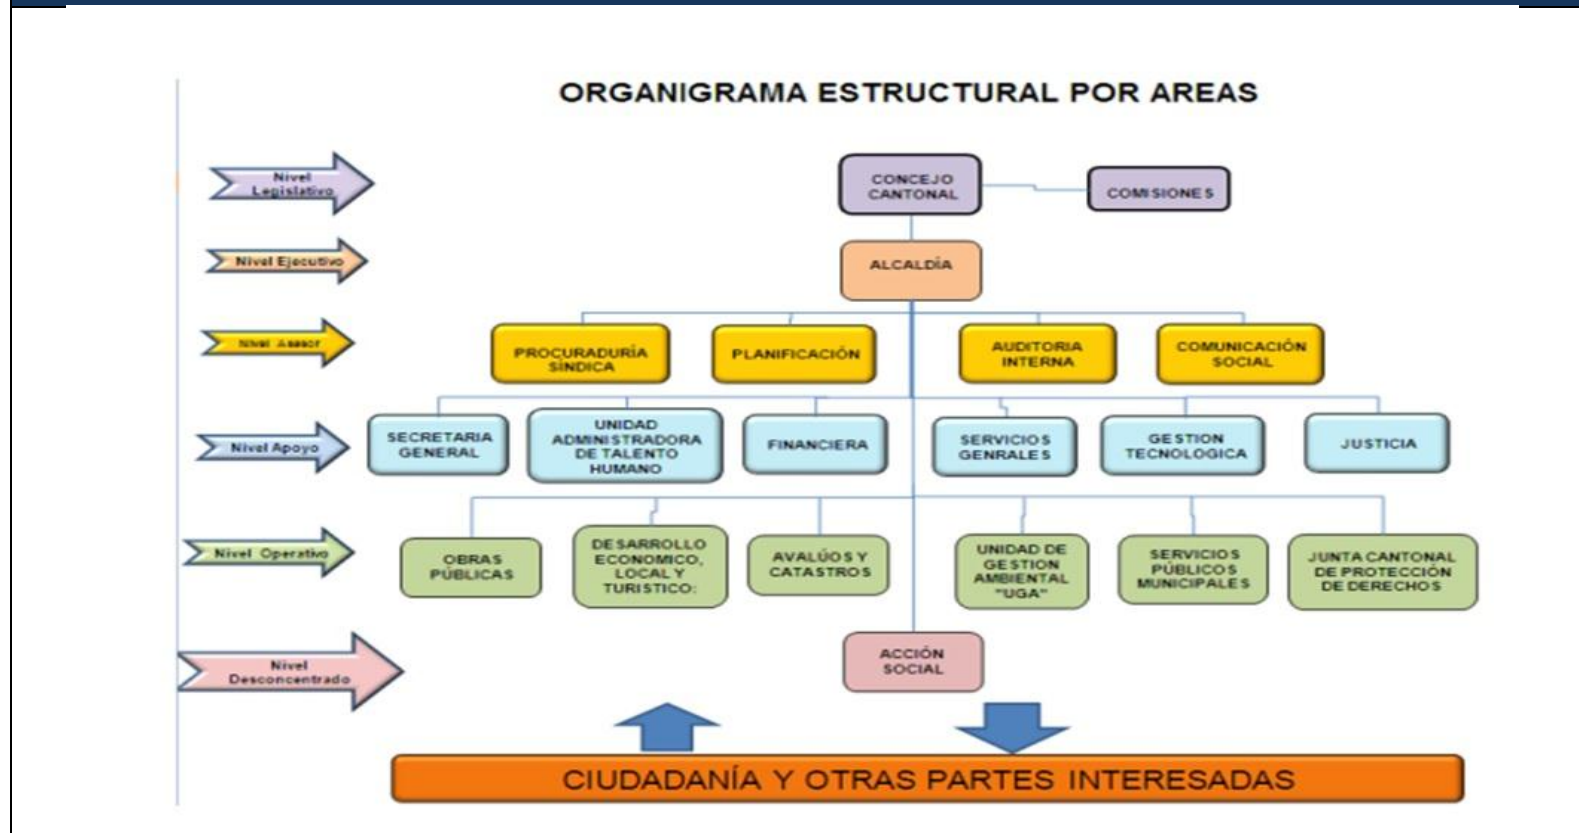 ORGANIGRAMA ESTRUCTURAL POR AREAS
Nivel
Legislativo
CONCEJO
CANTONAL
COMISIONES
Nivel Ejecutivo
ALCALDÍA
Nivel Asesor
PROCURADURÍA
SÍNDICA
PLANIFICACIÓN
AUDITORIA
INTERNA
COMUNICACIÓN
SOCIAL
Nivel Apoyo
SECRETARIA
GENERAL
UNIDAD
ADMINISTRADORA
DE TALENTO
HUMANO
FINANCIERA
SERVICIOS
GENRALES
GESTION
TECNOLOGICA
JUSTICIA
Nivel Operativo
OBRAS
PÚBLICAS
DESARROLLO
ECONOMICO,
LOCAL Y
TURISTICO:
AVALÚOS Y
CATASTROS
UNIDAD DE
GESTION
AMBIENTAL
"UGA"
SERVICIOS
PÚBLICOS
MUNICIPALES
JUNTA CANTONAL
DE PROTECCIÓN
DE DERECHOS
Nivel
Desconcentrado
ACCIÓN
SOCIAL
CIUDADANÍA Y OTRAS PARTES INTERESADAS